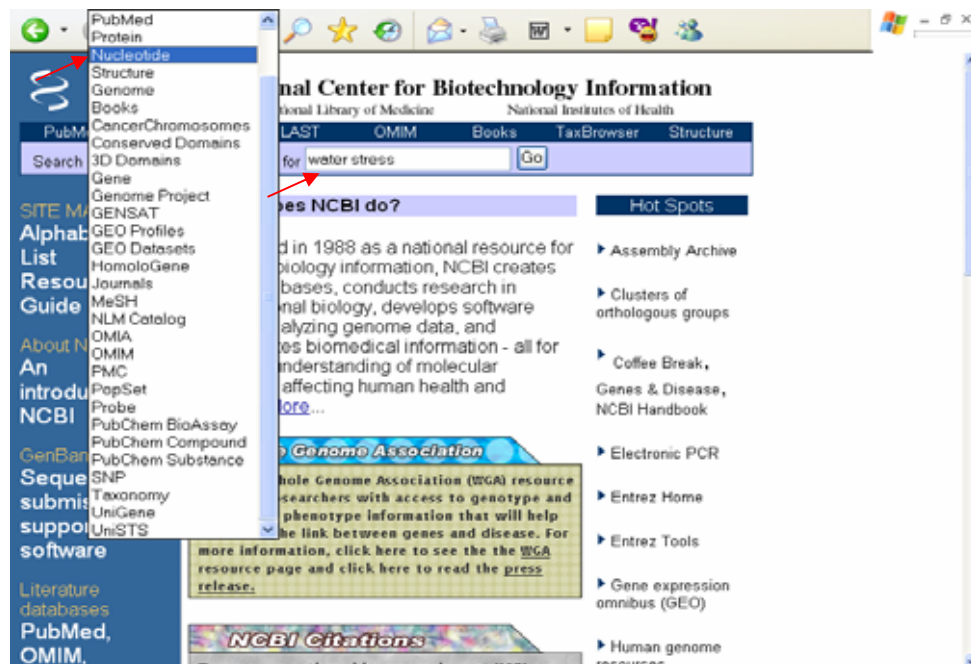 PubMed
Protein
Nucleotide
Structure
Genome
Books
CancerChromosomes
Conserved Domains
3D Domains
Gene
Genome Project
GENSAT
GEO Profiles
GEO Datasets
HomoloGene
Journals
MeSH
NLM Catalog
OMIA
OMIM
PMC
PopSet
Probe
PubChem BioAssay
PubChem Compound
PubChem Substance
SNP
Taxonomy
UniGene
UniSTS
nal Center for Biotechnology Information
tional Library of Medicine National Institutes of Health
PubM LAST OMIM Books TaxBrowser Structure
Search for water stress Go
SITE MA
Alphab
List
Resou
Guide
About N
An
introdu
NCBI
GenBan
Seque
submis
suppo
software
Literature
databases
PubMed,
OMIM,
oes NCBI do?
d in 1988 as a national resource for
biology information, NCBI creates
bases, conducts research in
nal biology, develops software
alyzing genome data, and
tes biomedical information - all for
understanding of molecular
affecting human health and
ore...
Genome Association
hole Genome Association (WGA) resource
searchers with access to genotype and
phenotype information that will help
he link between genes and disease. For
more information, click here to see the the WGA
resource page and click here to read the press
release.
NCBI Citations
Hot Spots
Assembly Archive
Clusters of
orthologous groups
Coffee Break,
Genes & Disease,
NCBI Handbook
Electronic PCR
Entrez Home
Entrez Tools
Gene expression
omnibus (GEO)
Human genome